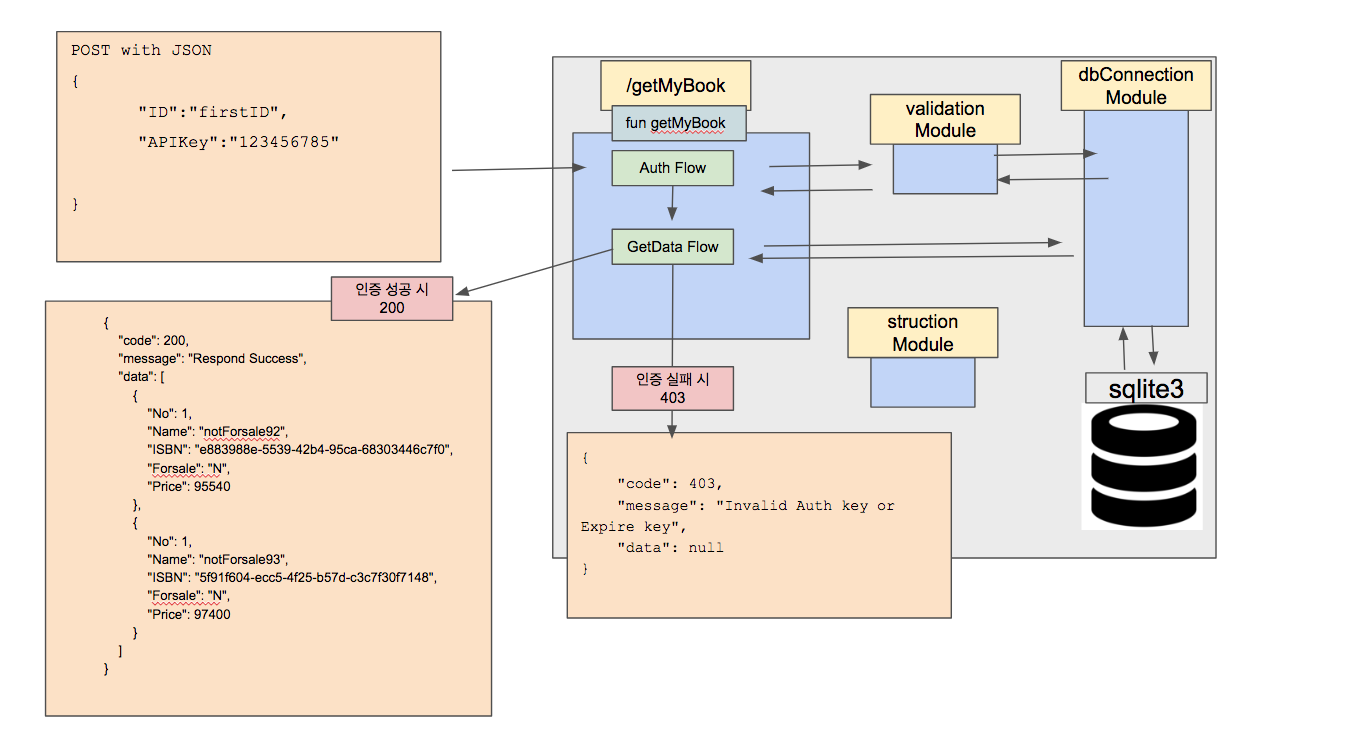 POST with JSON
{
"ID":"firstID",
"APIKey":"123456785"
}
/getMyBook
fun getMyBook
Auth Flow
GetData Flow
validation
Module
dbConnection
Module
struction
Module
sqlite3
인증 성공 시
200
{
"code": 200,
"message": "Respond Success",
"data": [
{
"No": 1,
"Name": "notForsale92",
"ISBN": "e883988e-5539-42b4-95ca-68303446c7f0",
"Forsale": "N",
"Price": 95540
},
{
"No": 1,
"Name": "notForsale93",
"ISBN": "5f91f604-ecc5-4f25-b57d-c3c7f30f7148",
"Forsale": "N",
"Price": 97400
}
]
}
인증 실패 시
403
{
"code": 403,
"message": "Invalid Auth key or
Expire key",
"data": null
}